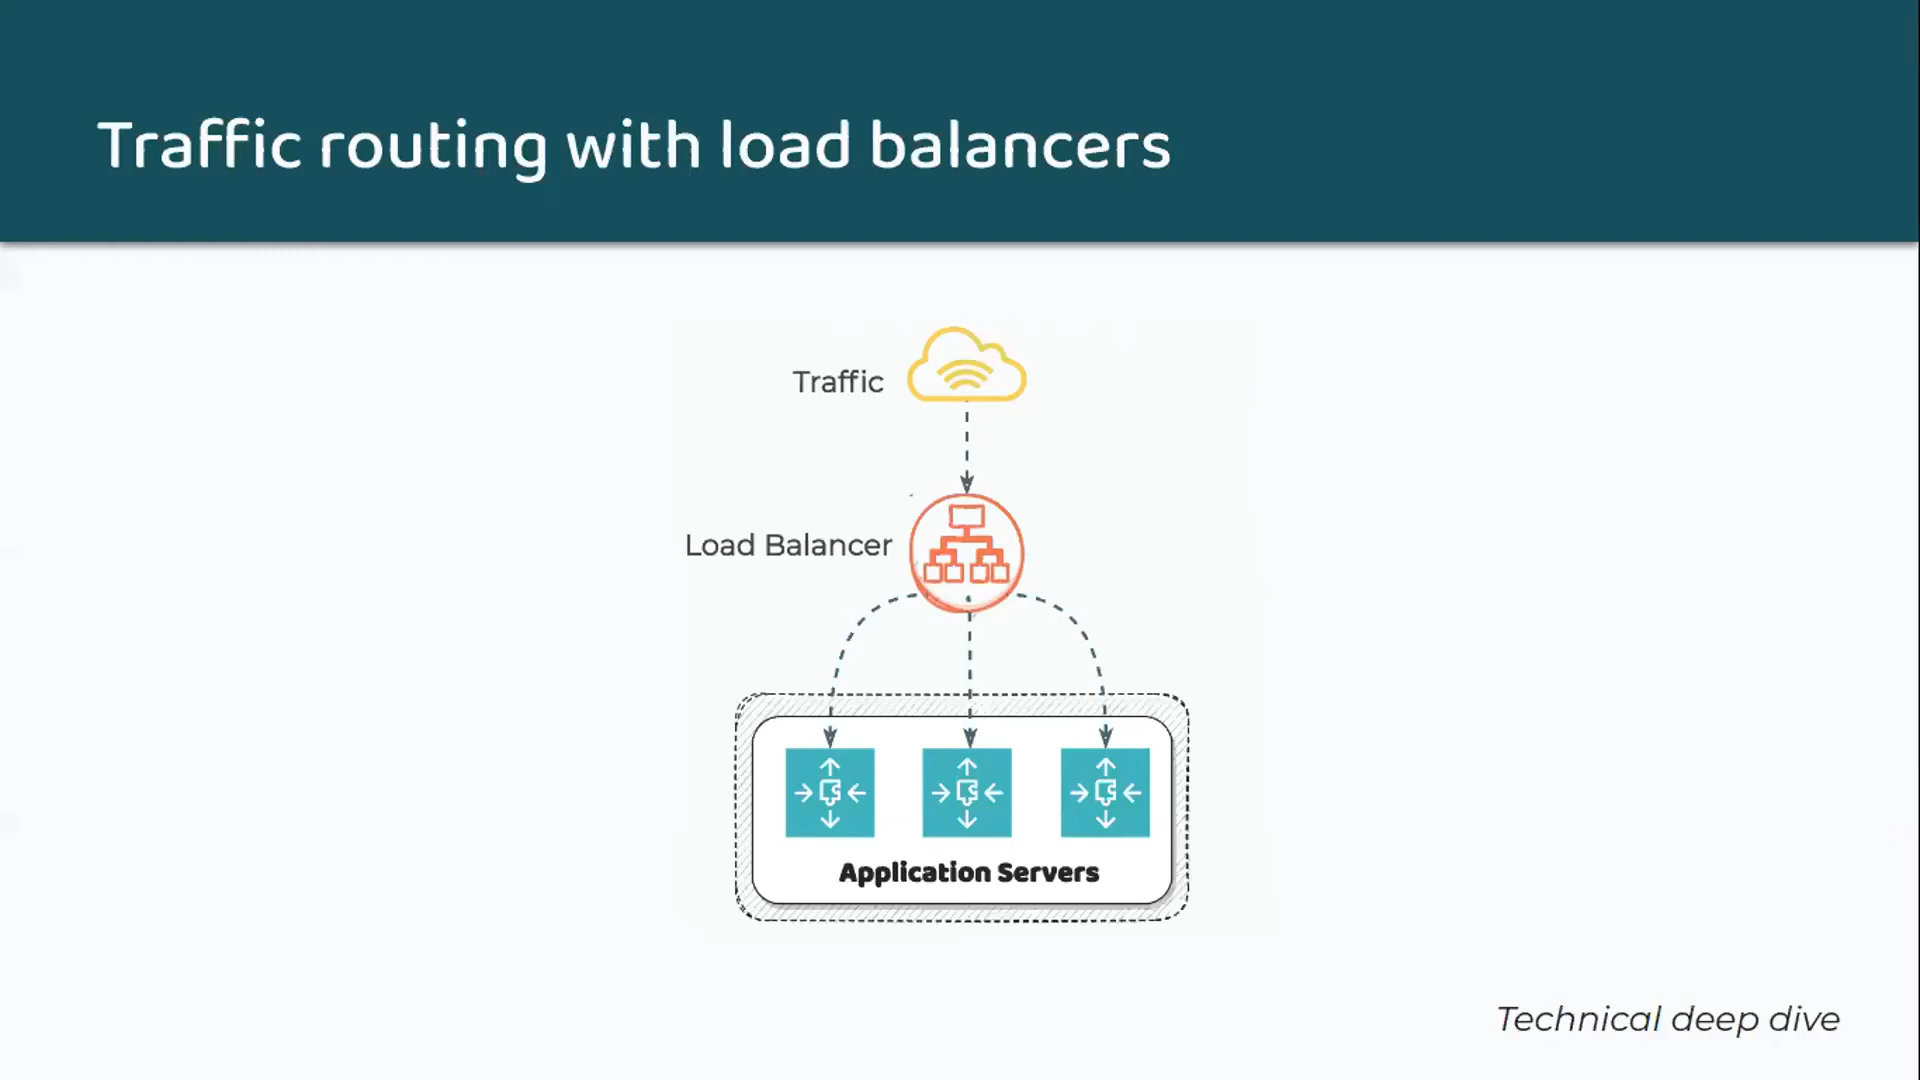 Traffic routing with load balancers
Traffic
Load Balancer
Application Servers
Technical deep dive